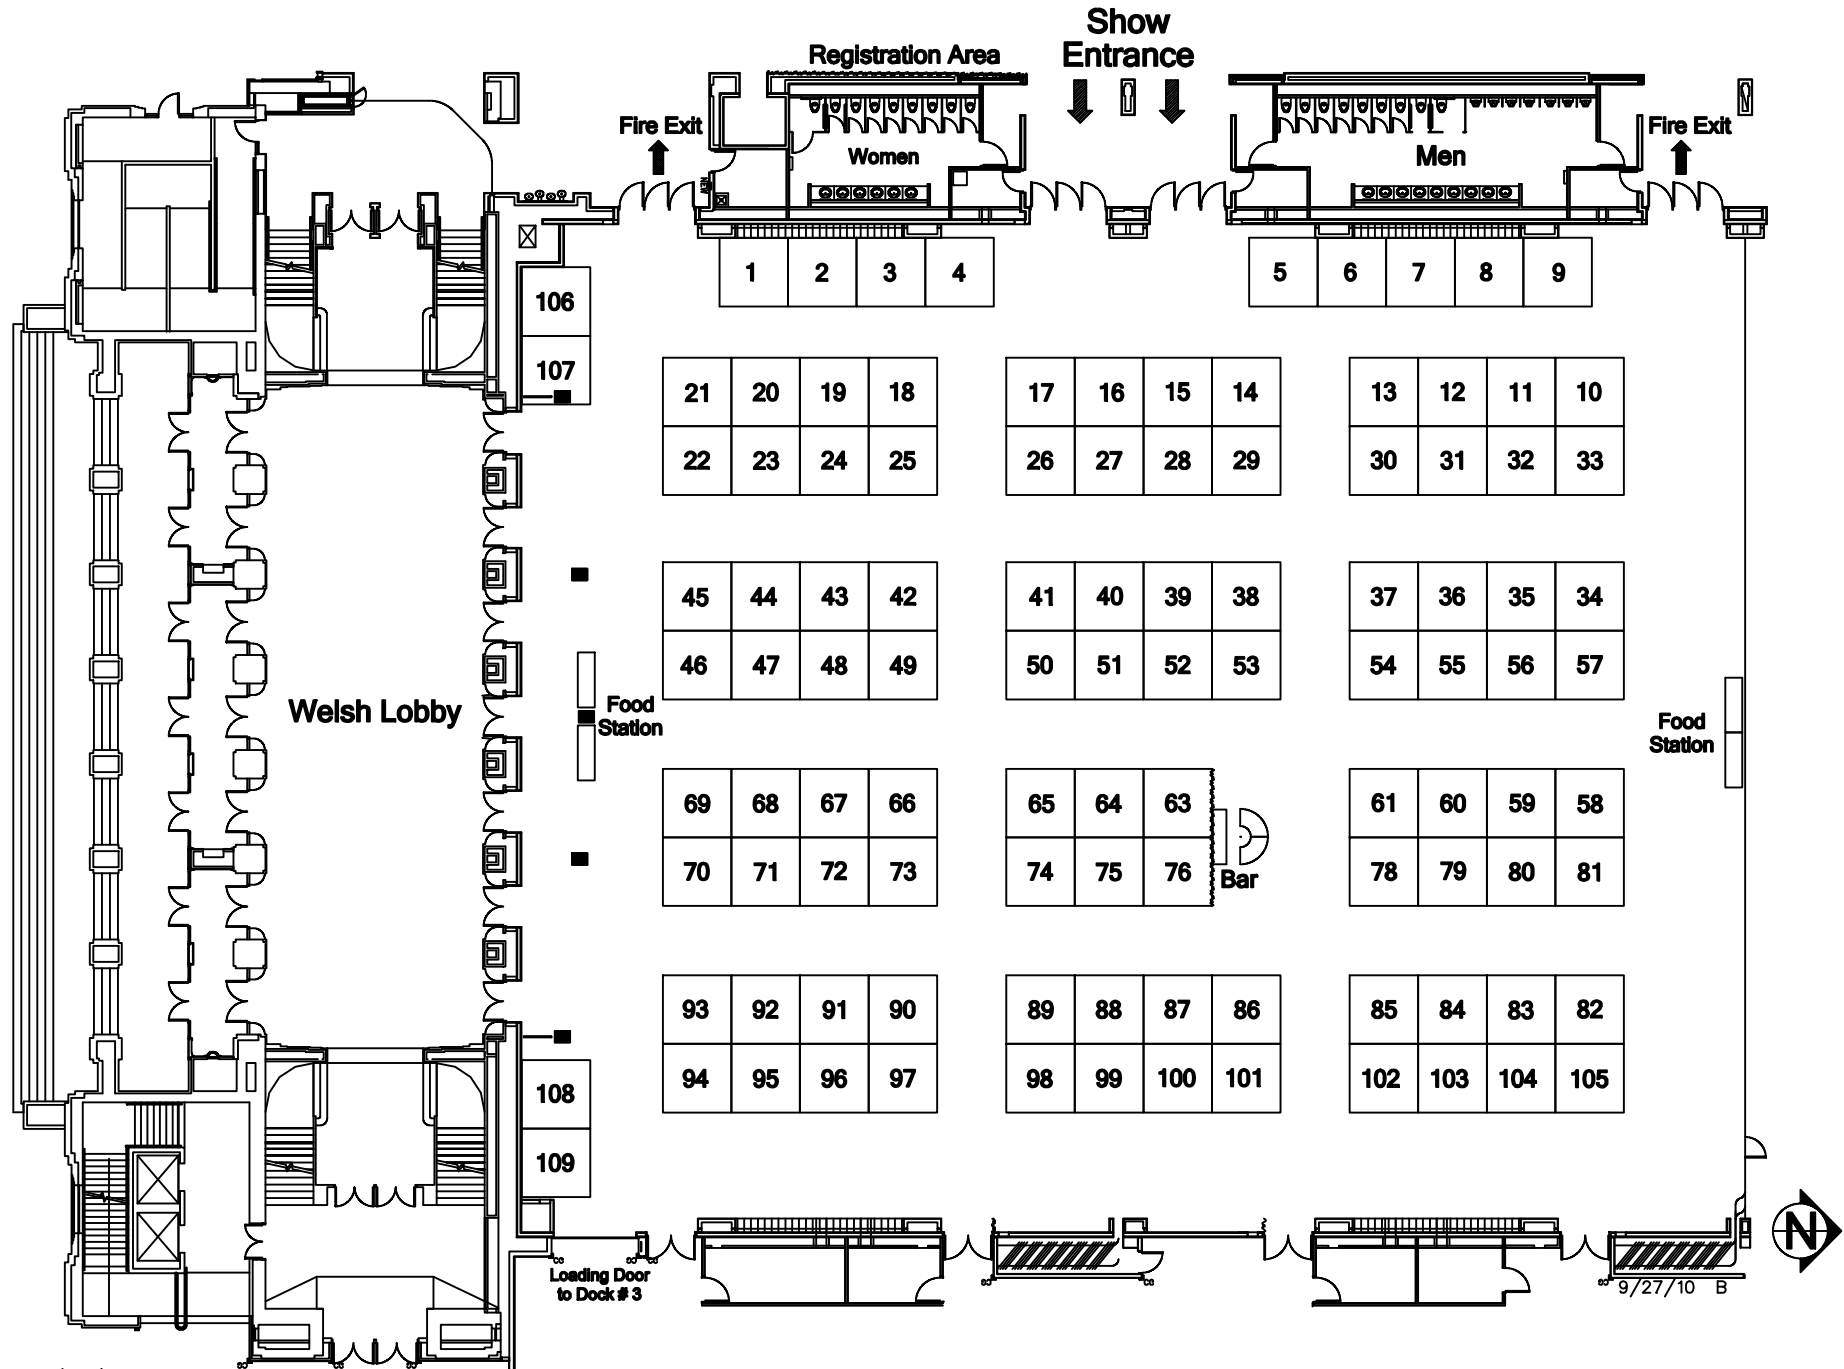 Show
Entrance
Registration Area
Fire Exit
Women
NEW
Men
Fire Exit
1 2 3 4 5 6 7 8 9
106
107
21 20 19 18 17 16 15 14 13 12 11 10
22 23 24 25 26 27 28 29 30 31 32 33
45 44 43 42 41 40 39 38 37 36 35 34
46 47 48 49 50 51 52 53 54 55 56 57
Welsh Lobby
Food
Station
Food
Station
69 68 67 66 65 64 63 61 60 59 58
70 71 72 73 74 75 76 78 79 80 81
Bar
93 92 91 90 89 88 87 86 85 84 83 82
94 95 96 97 98 99 100 101 102 103 104 105
108
109
Loading Door
to Dock # 3
N
9/27/10 B